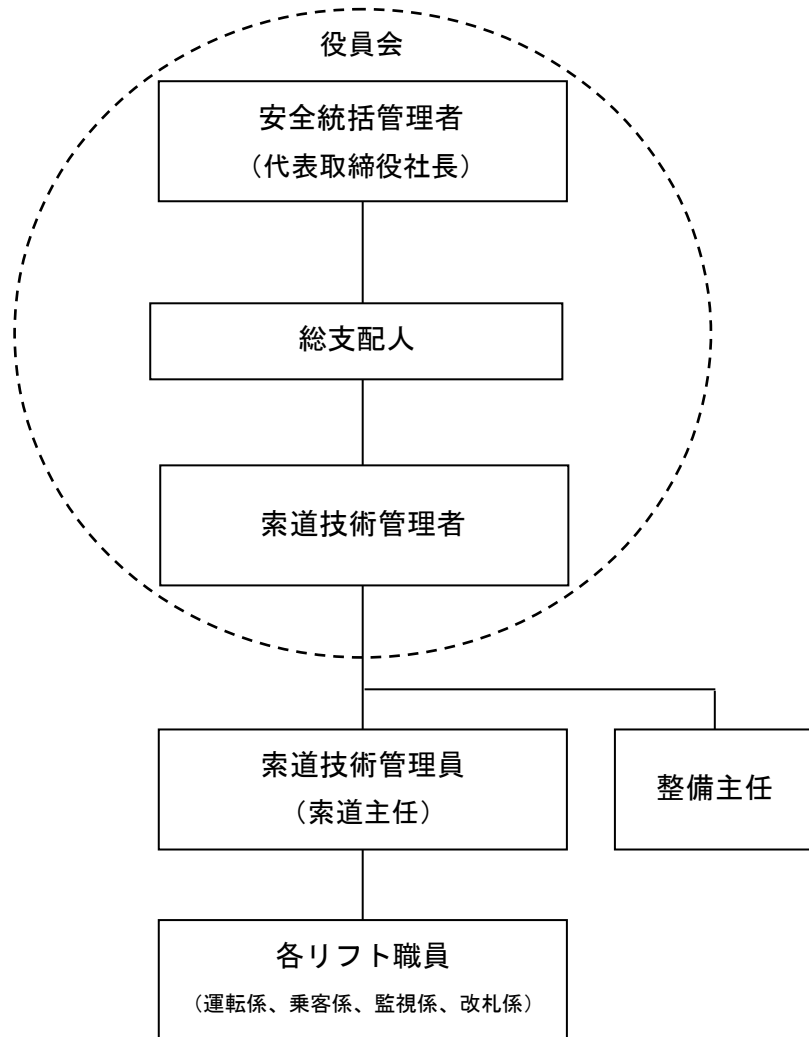 役員会
安全統括管理者
（代表取締役社長）
総支配人
索道技術管理者
索道技術管理員
（索道主任）
整備主任
各リフト職員
（運転係、乗客係、監視係、改札係）